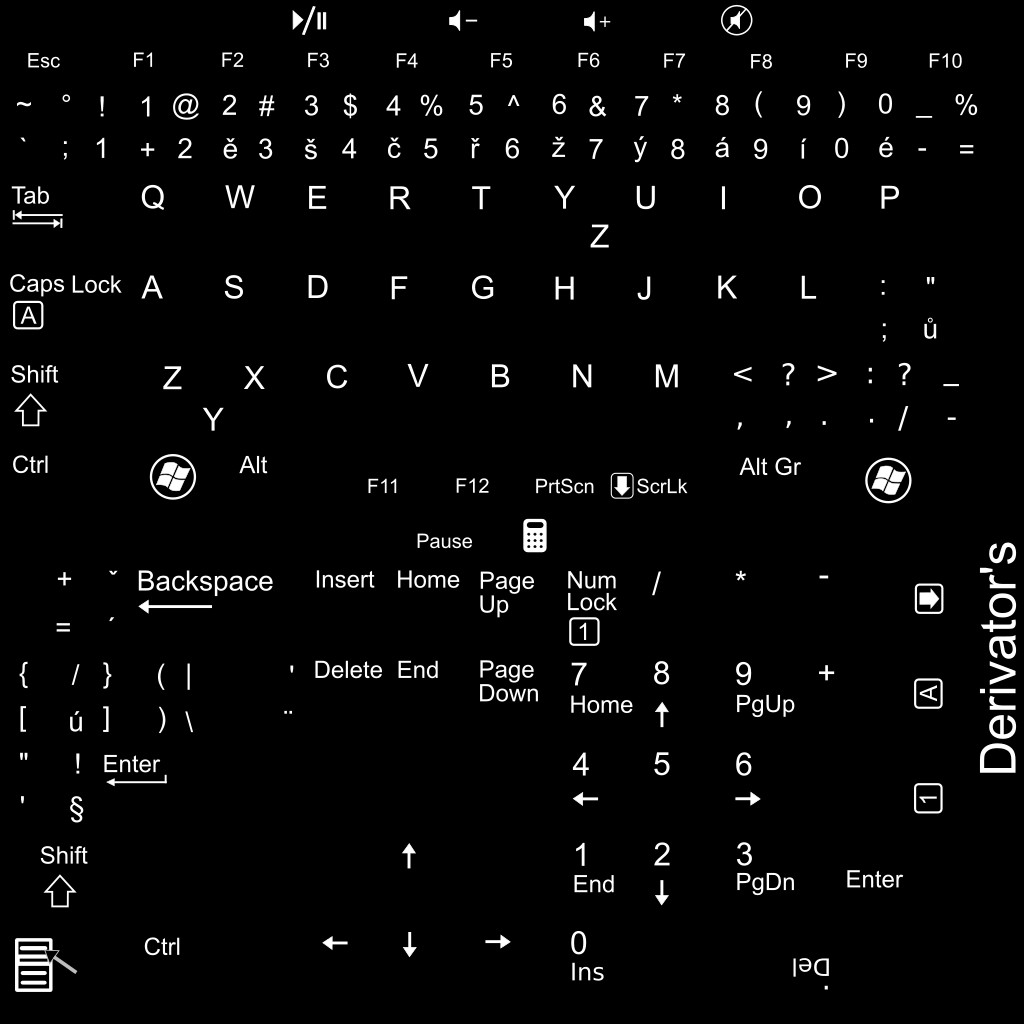 Esc F1 F2 F3 F4 F5 F6 F7 F8 F9 F10
~ ° ! 1 @ 2 # 3 $ 4 % 5 ^ 6 & 7 * 8 ( 9 ) 0 _ %
` ; 1 + 2 ě 3 š 4 č 5 ř 6 ž 7 ý 8 á 9 í 0 é - =
Tab Q W E R T Y U I O P
Z
Caps Lock A S D F G H J K L : "
A ; ů
Shift Z X C V B N M < ? > : ? _
Y , , . . / -
Ctrl Alt Alt Gr
F11 F12 PrtScn ScrLk
Pause
+ ˇ Backspace Insert Home Page Num / * -
Up Lock
= ´ 1
{ / } ( | ' Delete End Page 7 8 9 +
Down Home PgUp
[ ú ] ) \ ¨
" ! Enter 4 5 6
' §
Shift 1 2 3
End PgDn Enter
Ctrl 0
Ins Del
.
A
1
Derivator's